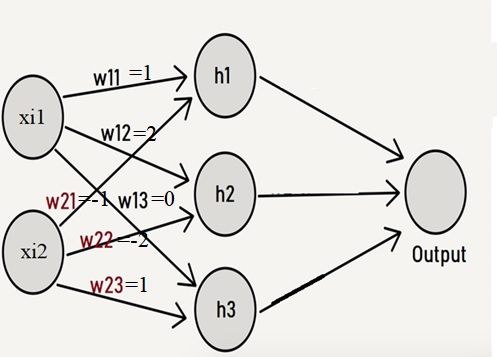 w11 =1
h1
xi1
w12=2
w21=-1
w13=0
h2
w22=-2
xi2
Output
w23=1
h3